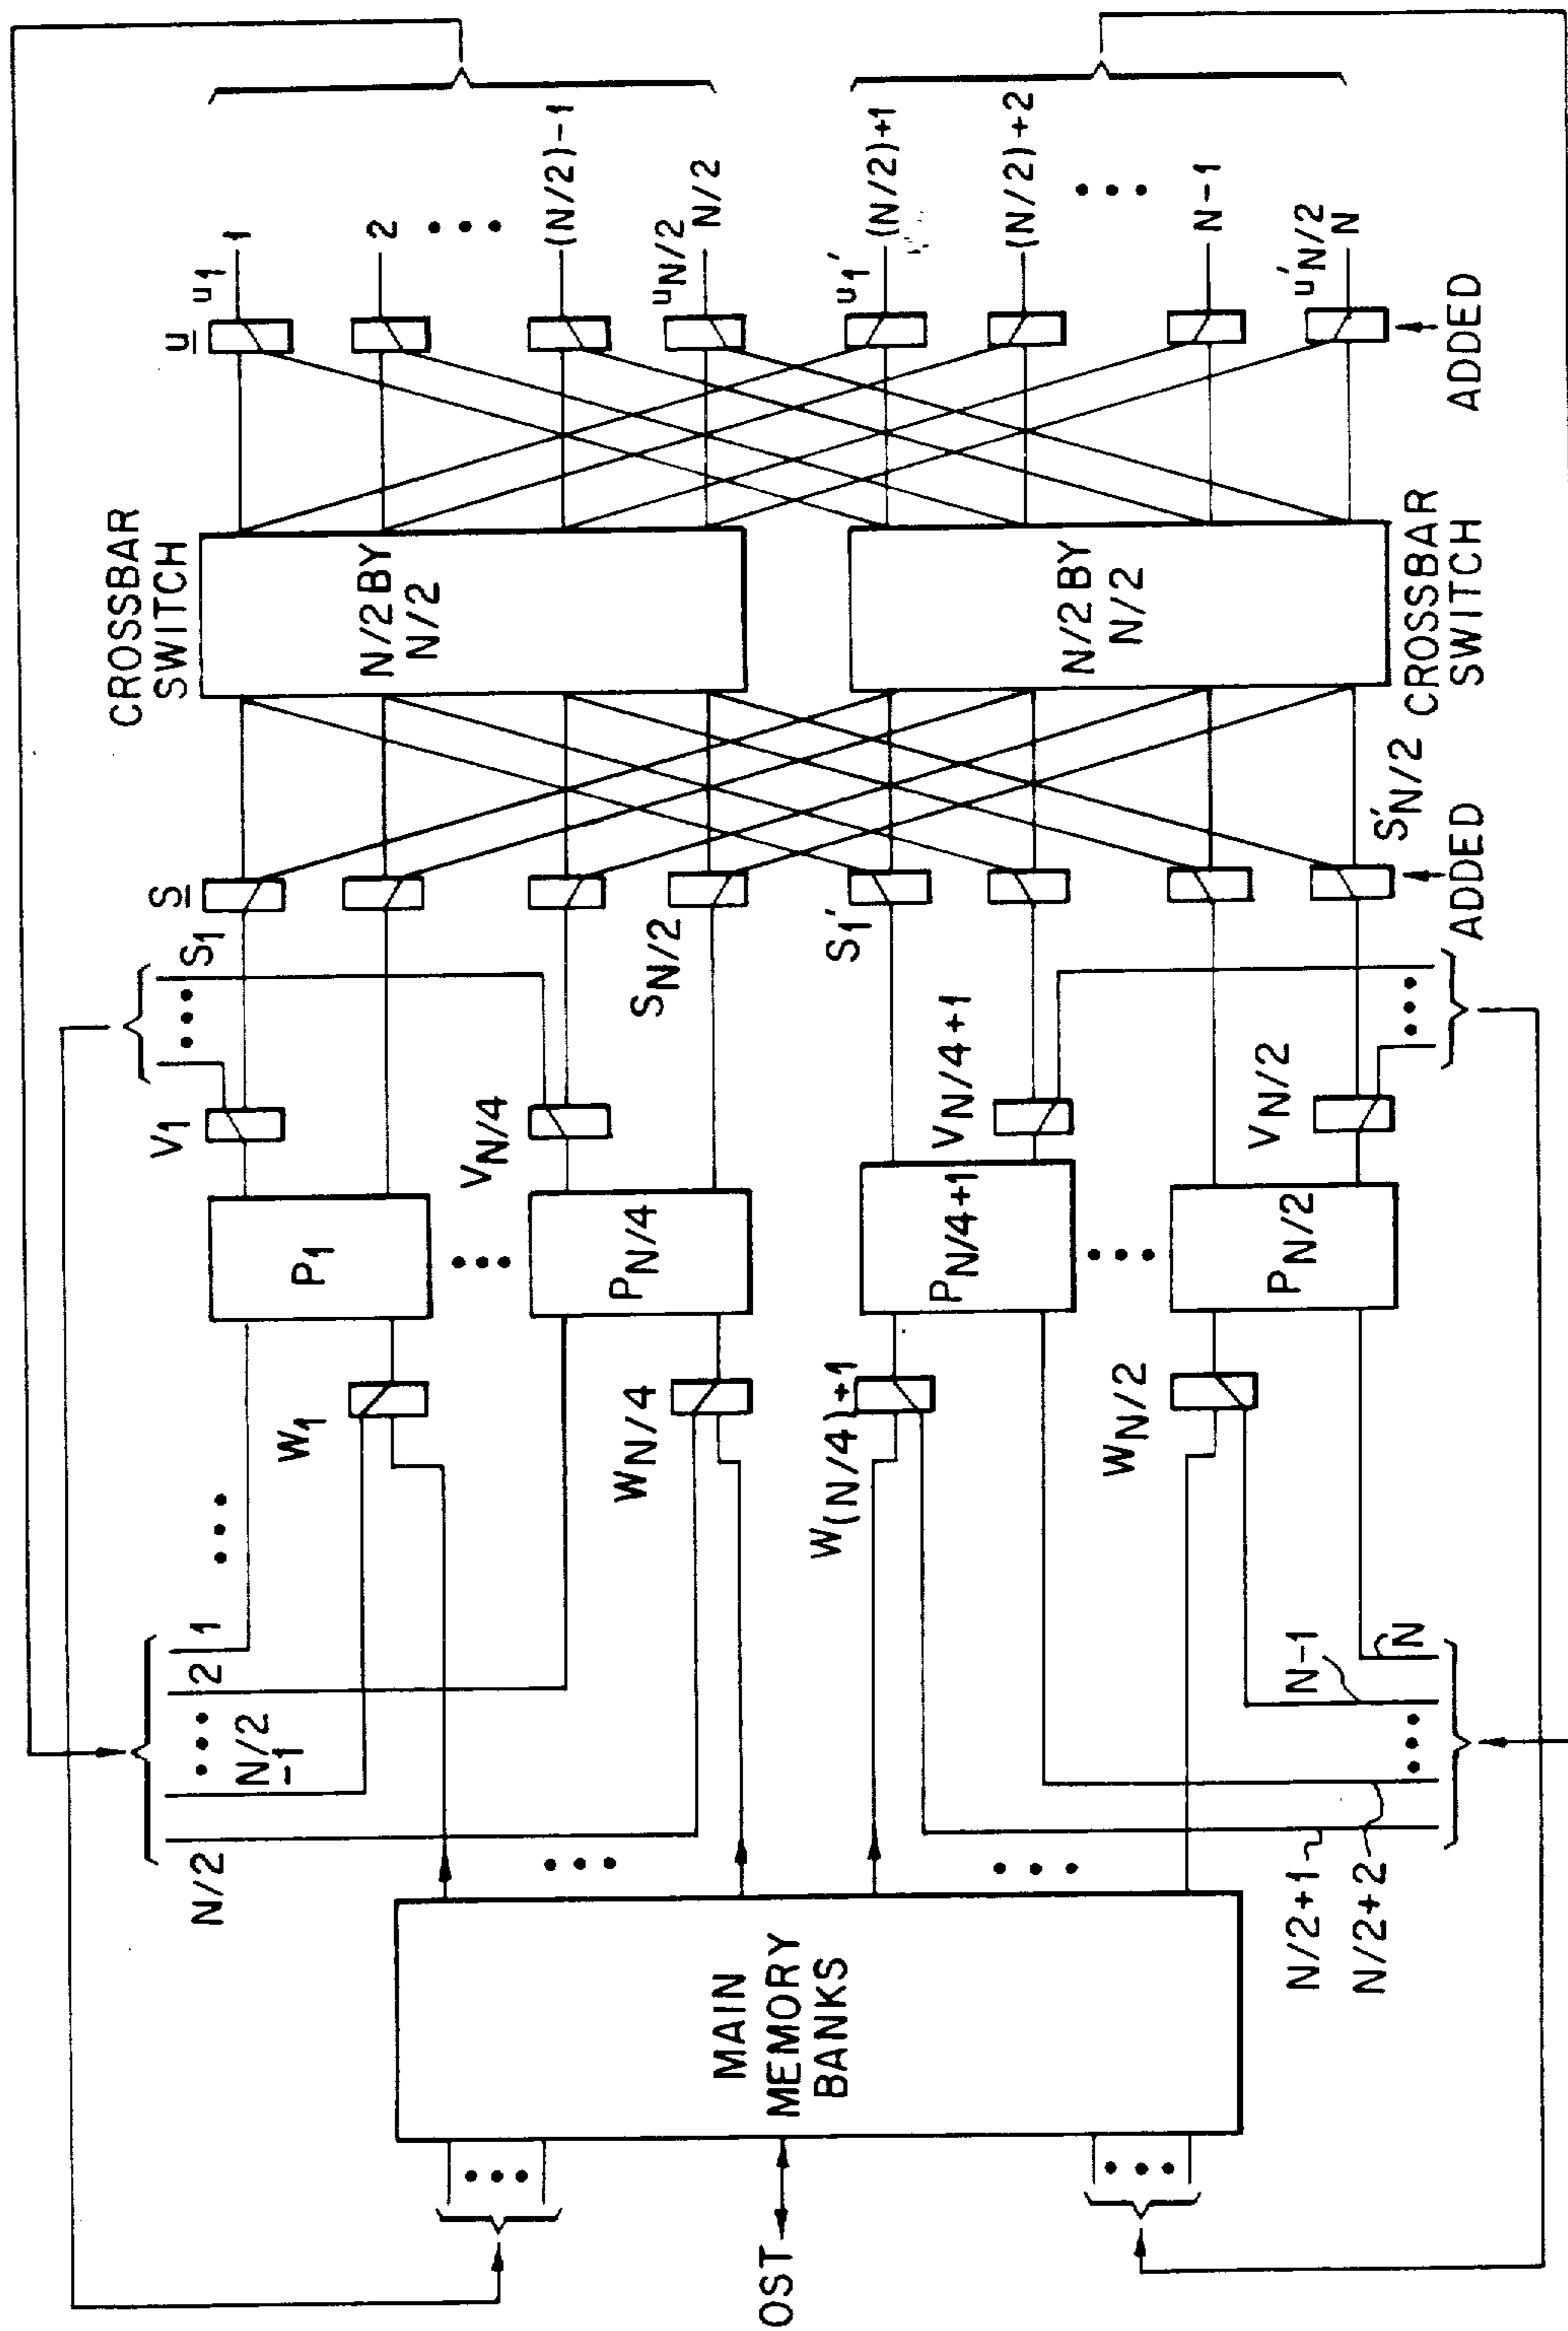 CROSSBAR
SWITCH
N/2 BY
N/2
N/2 BY
N/2
CROSSBAR
SWITCH
u
u1
1
2
(N/2)-1
uN/2
N/2
u1'
(N/2)+1
(N/2)+2
N-1
u'N/2
N
ADDED
S
S1
SN/2
S1'
S'N/2
ADDED
V1
VN/4
VN/4+1
VN/2
P1
PN/4
PN/4+1
PN/2
W1
WN/4
W(N/4)+1
WN/2
1
2
N/2
-1
N/2
N
N-1
N/2+1
N/2+2
MAIN
MEMORY
BANKS
OST